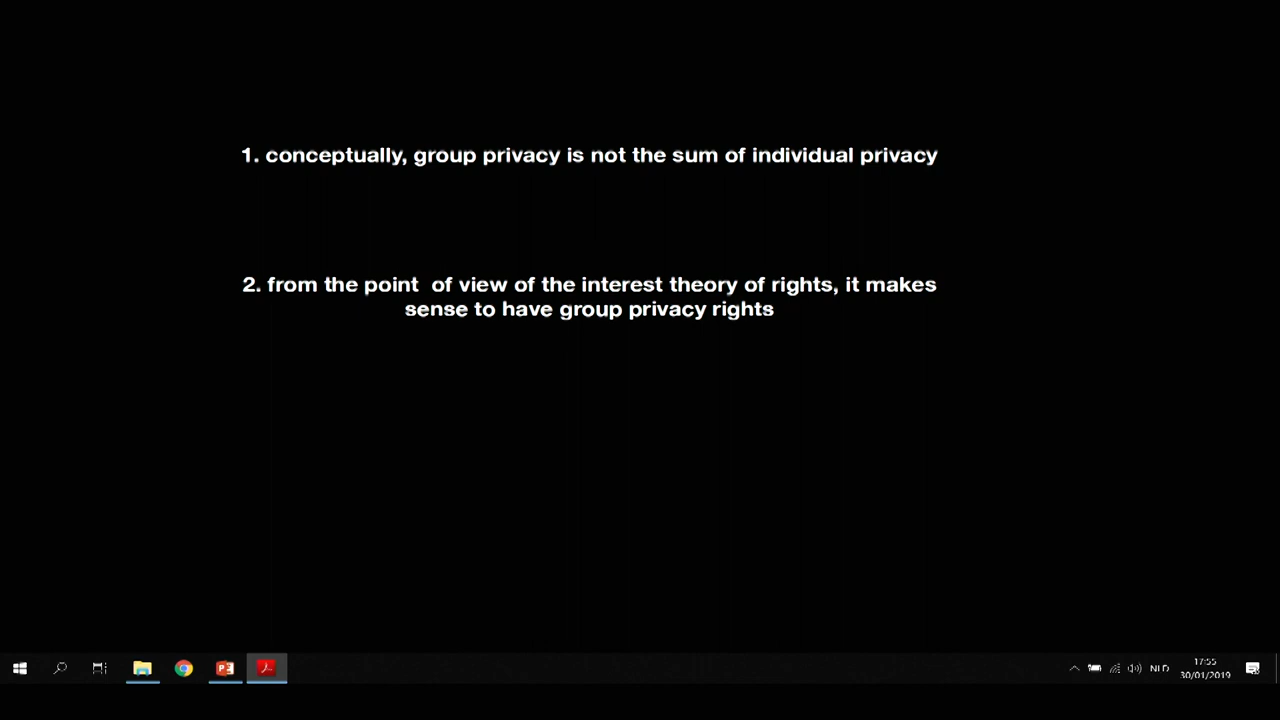 1. conceptually, group privacy is not the sum of individual privacy
2. from the point of view of the interest theory of rights, it makes
sense to have group privacy rights
NLD
17:55
30/01/2019